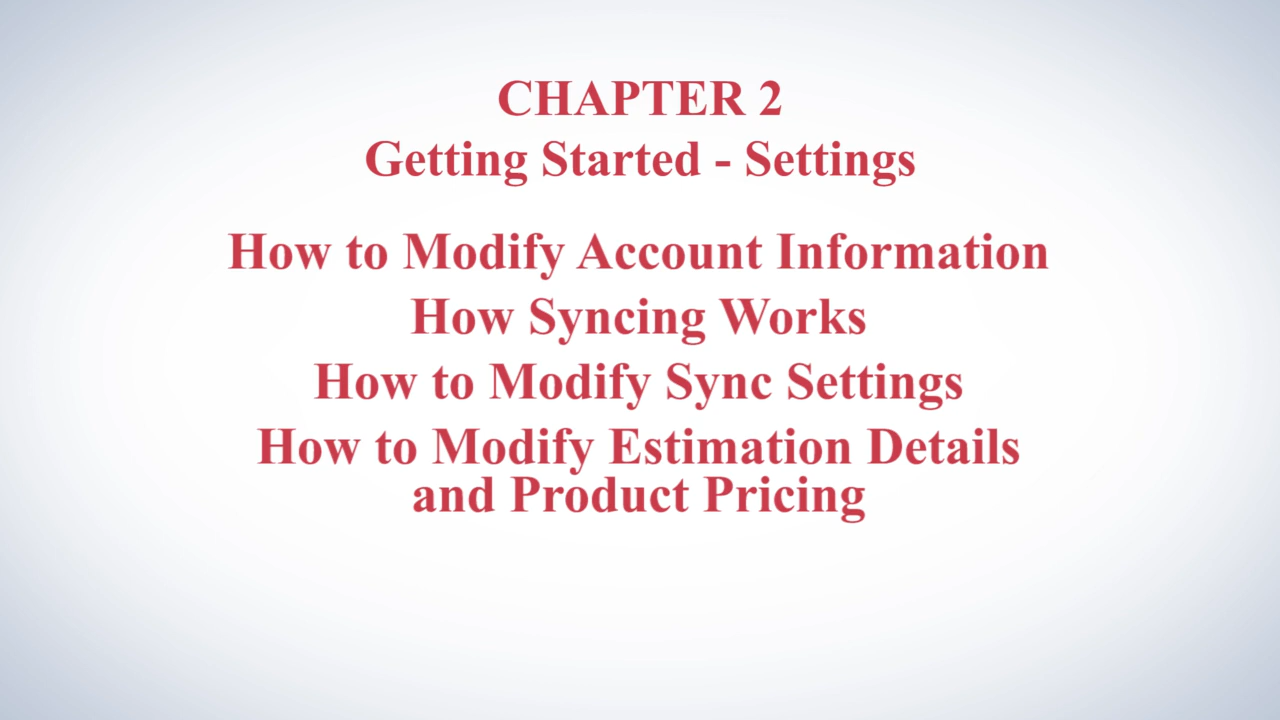 CHAPTER 2
Getting Started - Settings
How to Modify Account Information
How Syncing Works
How to Modify Sync Settings
How to Modify Estimation Details
and Product Pricing